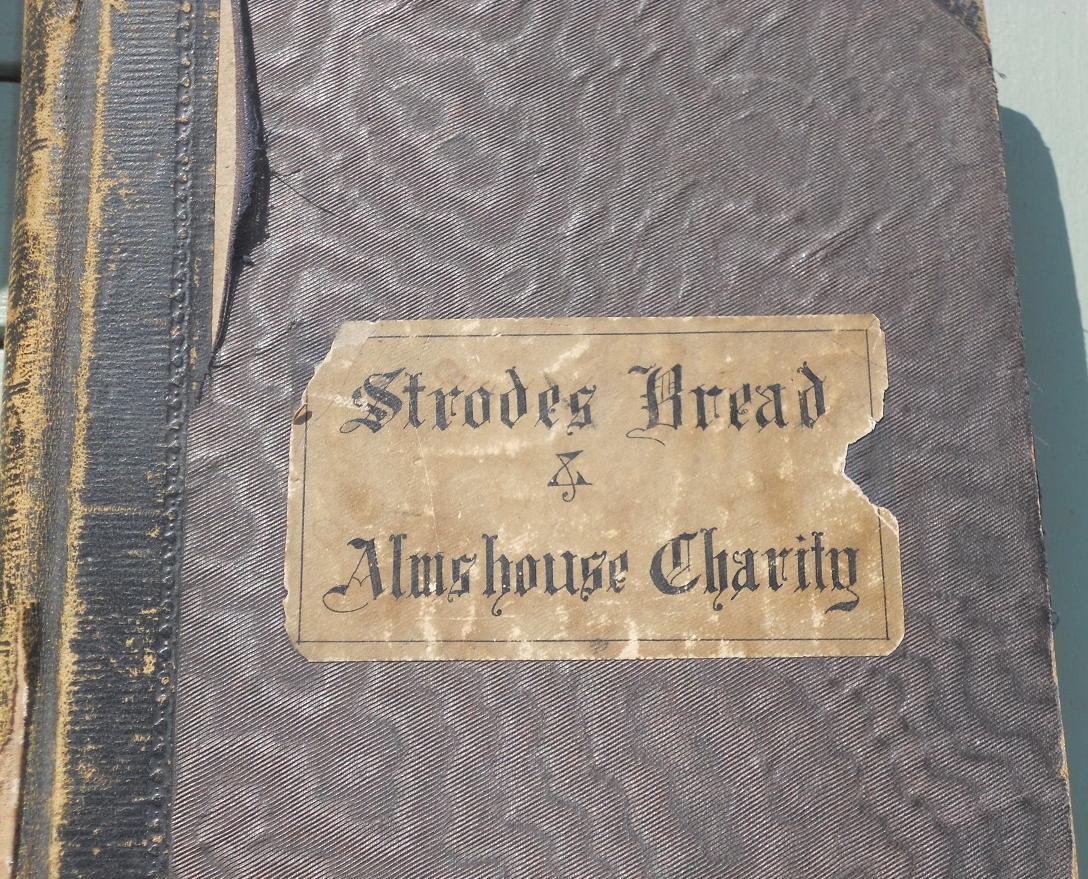 Strodes Bread
&
Almshouse Charity